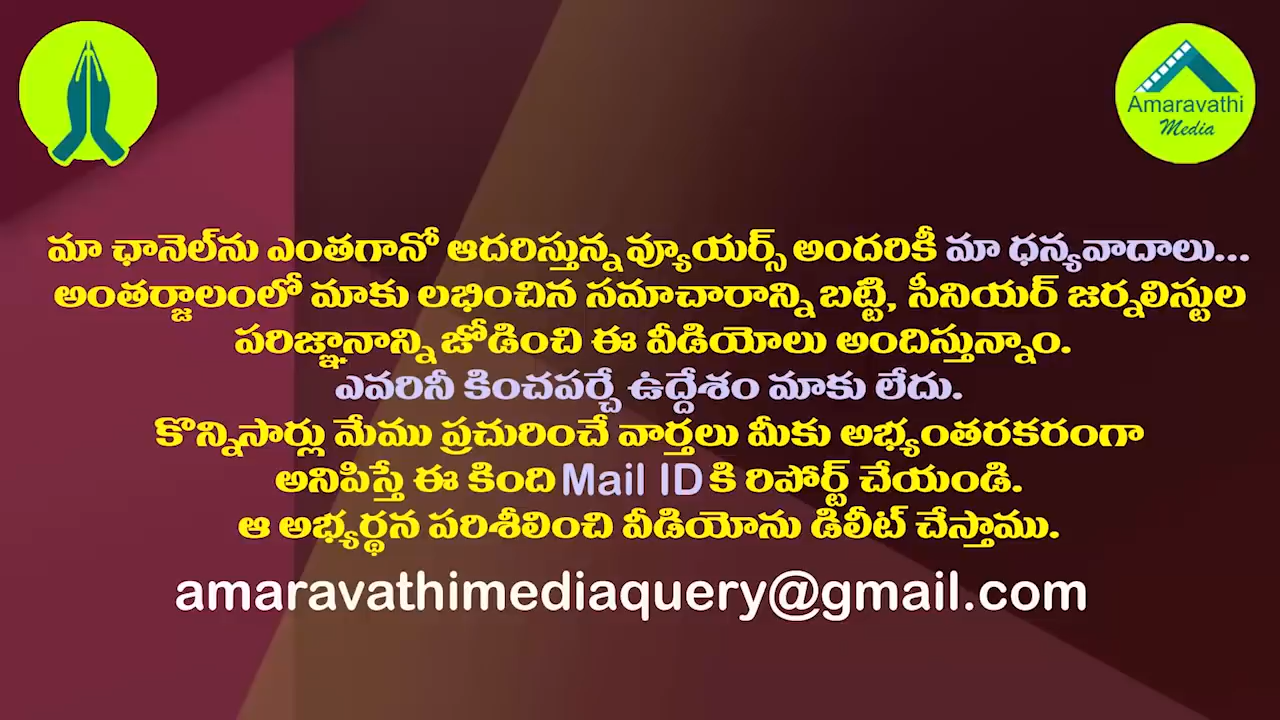 Amaravathi
Media
మా ఛానెల్‌ను ఎంతగానో ఆదరిస్తున్న వ్యూయర్స్ అందరికీ మా ధన్యవాదాలు...
అంతర్జాలంలో మాకు లభించిన సమాచారాన్ని బట్టి, సీనియర్ జర్నలిస్టుల
పరిజ్ఞానాన్ని జోడించి ఈ వీడియోలు అందిస్తున్నాం.
ఎవరినీ కించపర్చే ఉద్దేశం మాకు లేదు.
కొన్నిసార్లు మేము ప్రచురించే వార్తలు మీకు అభ్యంతరకరంగా
అనిపిస్తే ఈ కింది Mail ID కి రిపోర్ట్ చేయండి.
ఆ అభ్యర్థన పరిశీలించి వీడియోను డిలీట్ చేస్తాము.
amaravathimediaquery@gmail.com